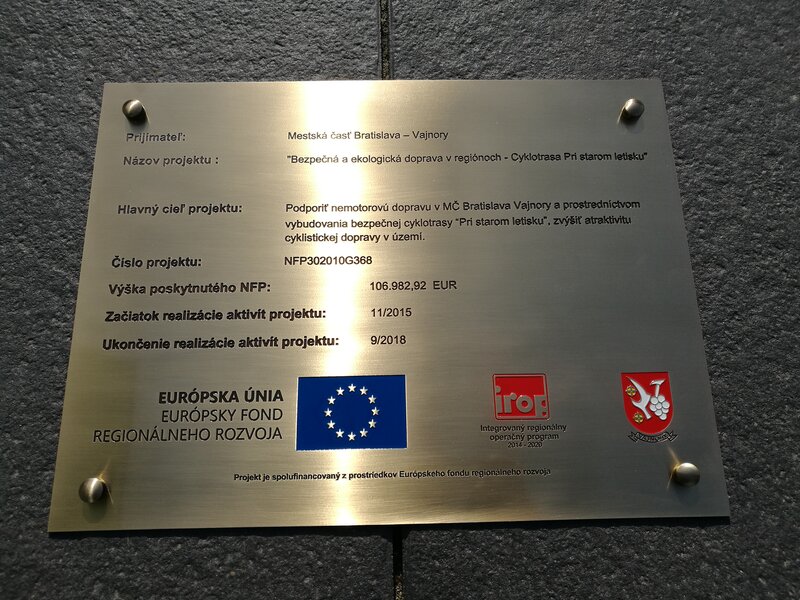 Prijímateľ: Mestská časť Bratislava – Vajnory
Názov projektu : "Bezpečná a ekologická doprava v regiónoch - Cyklotrasa Pri starom letisku"
Hlavný cieľ projektu: Podporiť nemotorovú dopravu v MČ Bratislava Vajnory a prostredníctvom
vybudovania bezpečnej cyklotrasy "Pri starom letisku", zvýšiť atraktivitu
cyklistickej dopravy v území.
Číslo projektu: NFP302010G368
Výška poskytnutého NFP: 106.982,92 EUR
Začiatok realizácie aktivít projektu: 11/2015
Ukončenie realizácie aktivít projektu: 9/2018
EURÓPSKA ÚNIA
EURÓPSKY FOND
REGIONÁLNEHO ROZVOJA
irop
Integrovaný regionálny
operačný program
2014 - 2020
Projekt je spolufinancovaný z prostriedkov Európskeho fondu regionálneho rozvoja